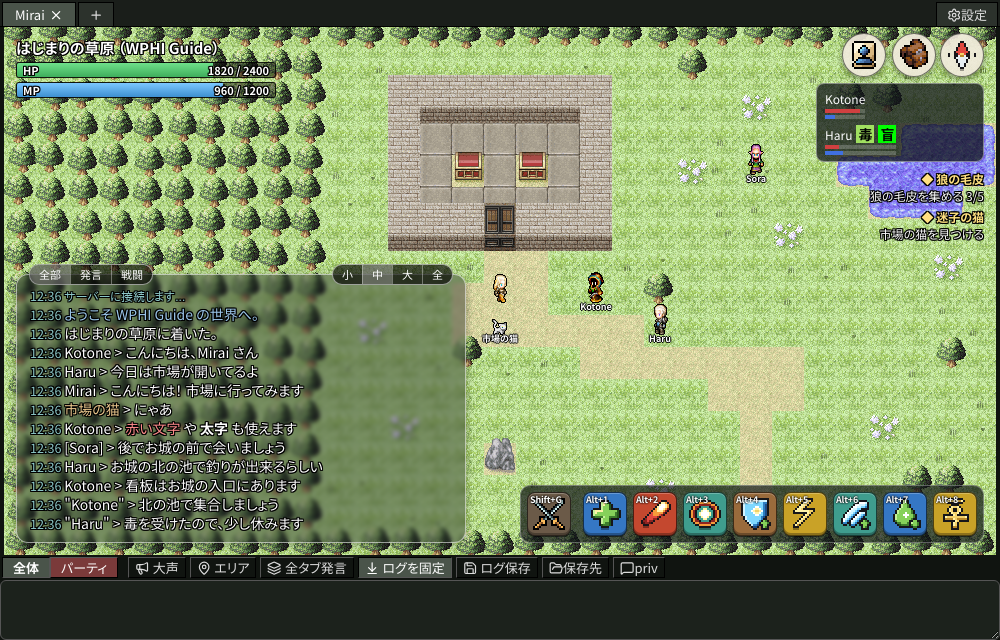 Mirai ✕
＋
設定
はじまりの草原 (WPHI Guide)
HP 1820 / 2400
MP 960 / 1200
Kotone
Haru 毒 盲
Sora
◆ 狼の毛皮
狼の毛皮を集める 3/5
◆ 迷子の猫
市場の猫を見つける
Kotone
市場の猫
Haru
全部 発言 戦闘
小 中 大 全
12:36 サーバーに接続します...
12:36 ようこそ WPHI Guide の世界へ。
12:36 はじまりの草原に着いた。
12:36 Kotone > こんにちは、Mirai さん
12:36 Haru > 今日は市場が開いてるよ
12:36 Mirai > こんにちは！市場に行ってみます
12:36 市場の猫 > にゃあ
12:36 Kotone > 赤い文字 や 太字 も使えます
12:36 [Sora] > 後でお城の前で会いましょう
12:36 Haru > お城の北の池で釣りが出来るらしい
12:36 Kotone > 看板はお城の入口にあります
12:36 "Kotone" > 北の池で集合しましょう
12:36 "Haru" > 毒を受けたので、少し休みます
Shift+G Alt+1 Alt+2 Alt+3 Alt+4 Alt+5 Alt+6 Alt+7 Alt+8
全体 パーティ 大声 エリア 全タブ発言 ログを固定 ログ保存 保存先 priv